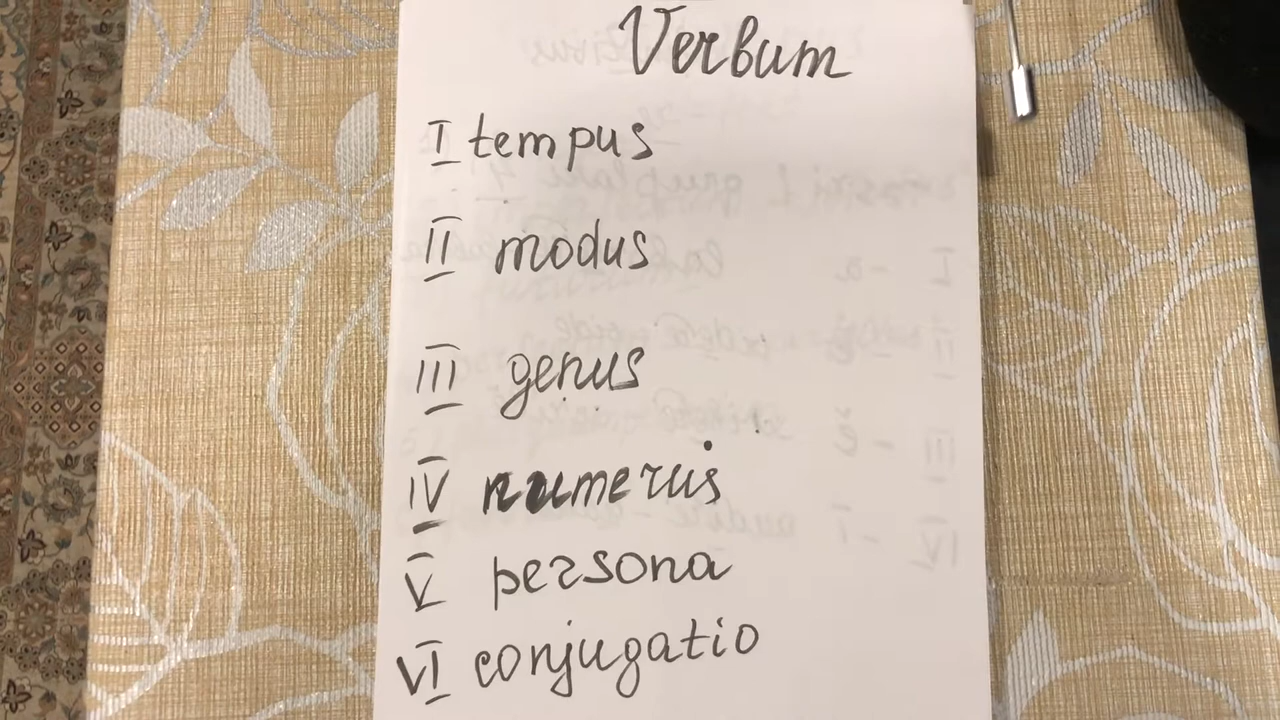 Verbum
I tempus
II modus
III genus
IV numerus
V persona
VI conjugatio